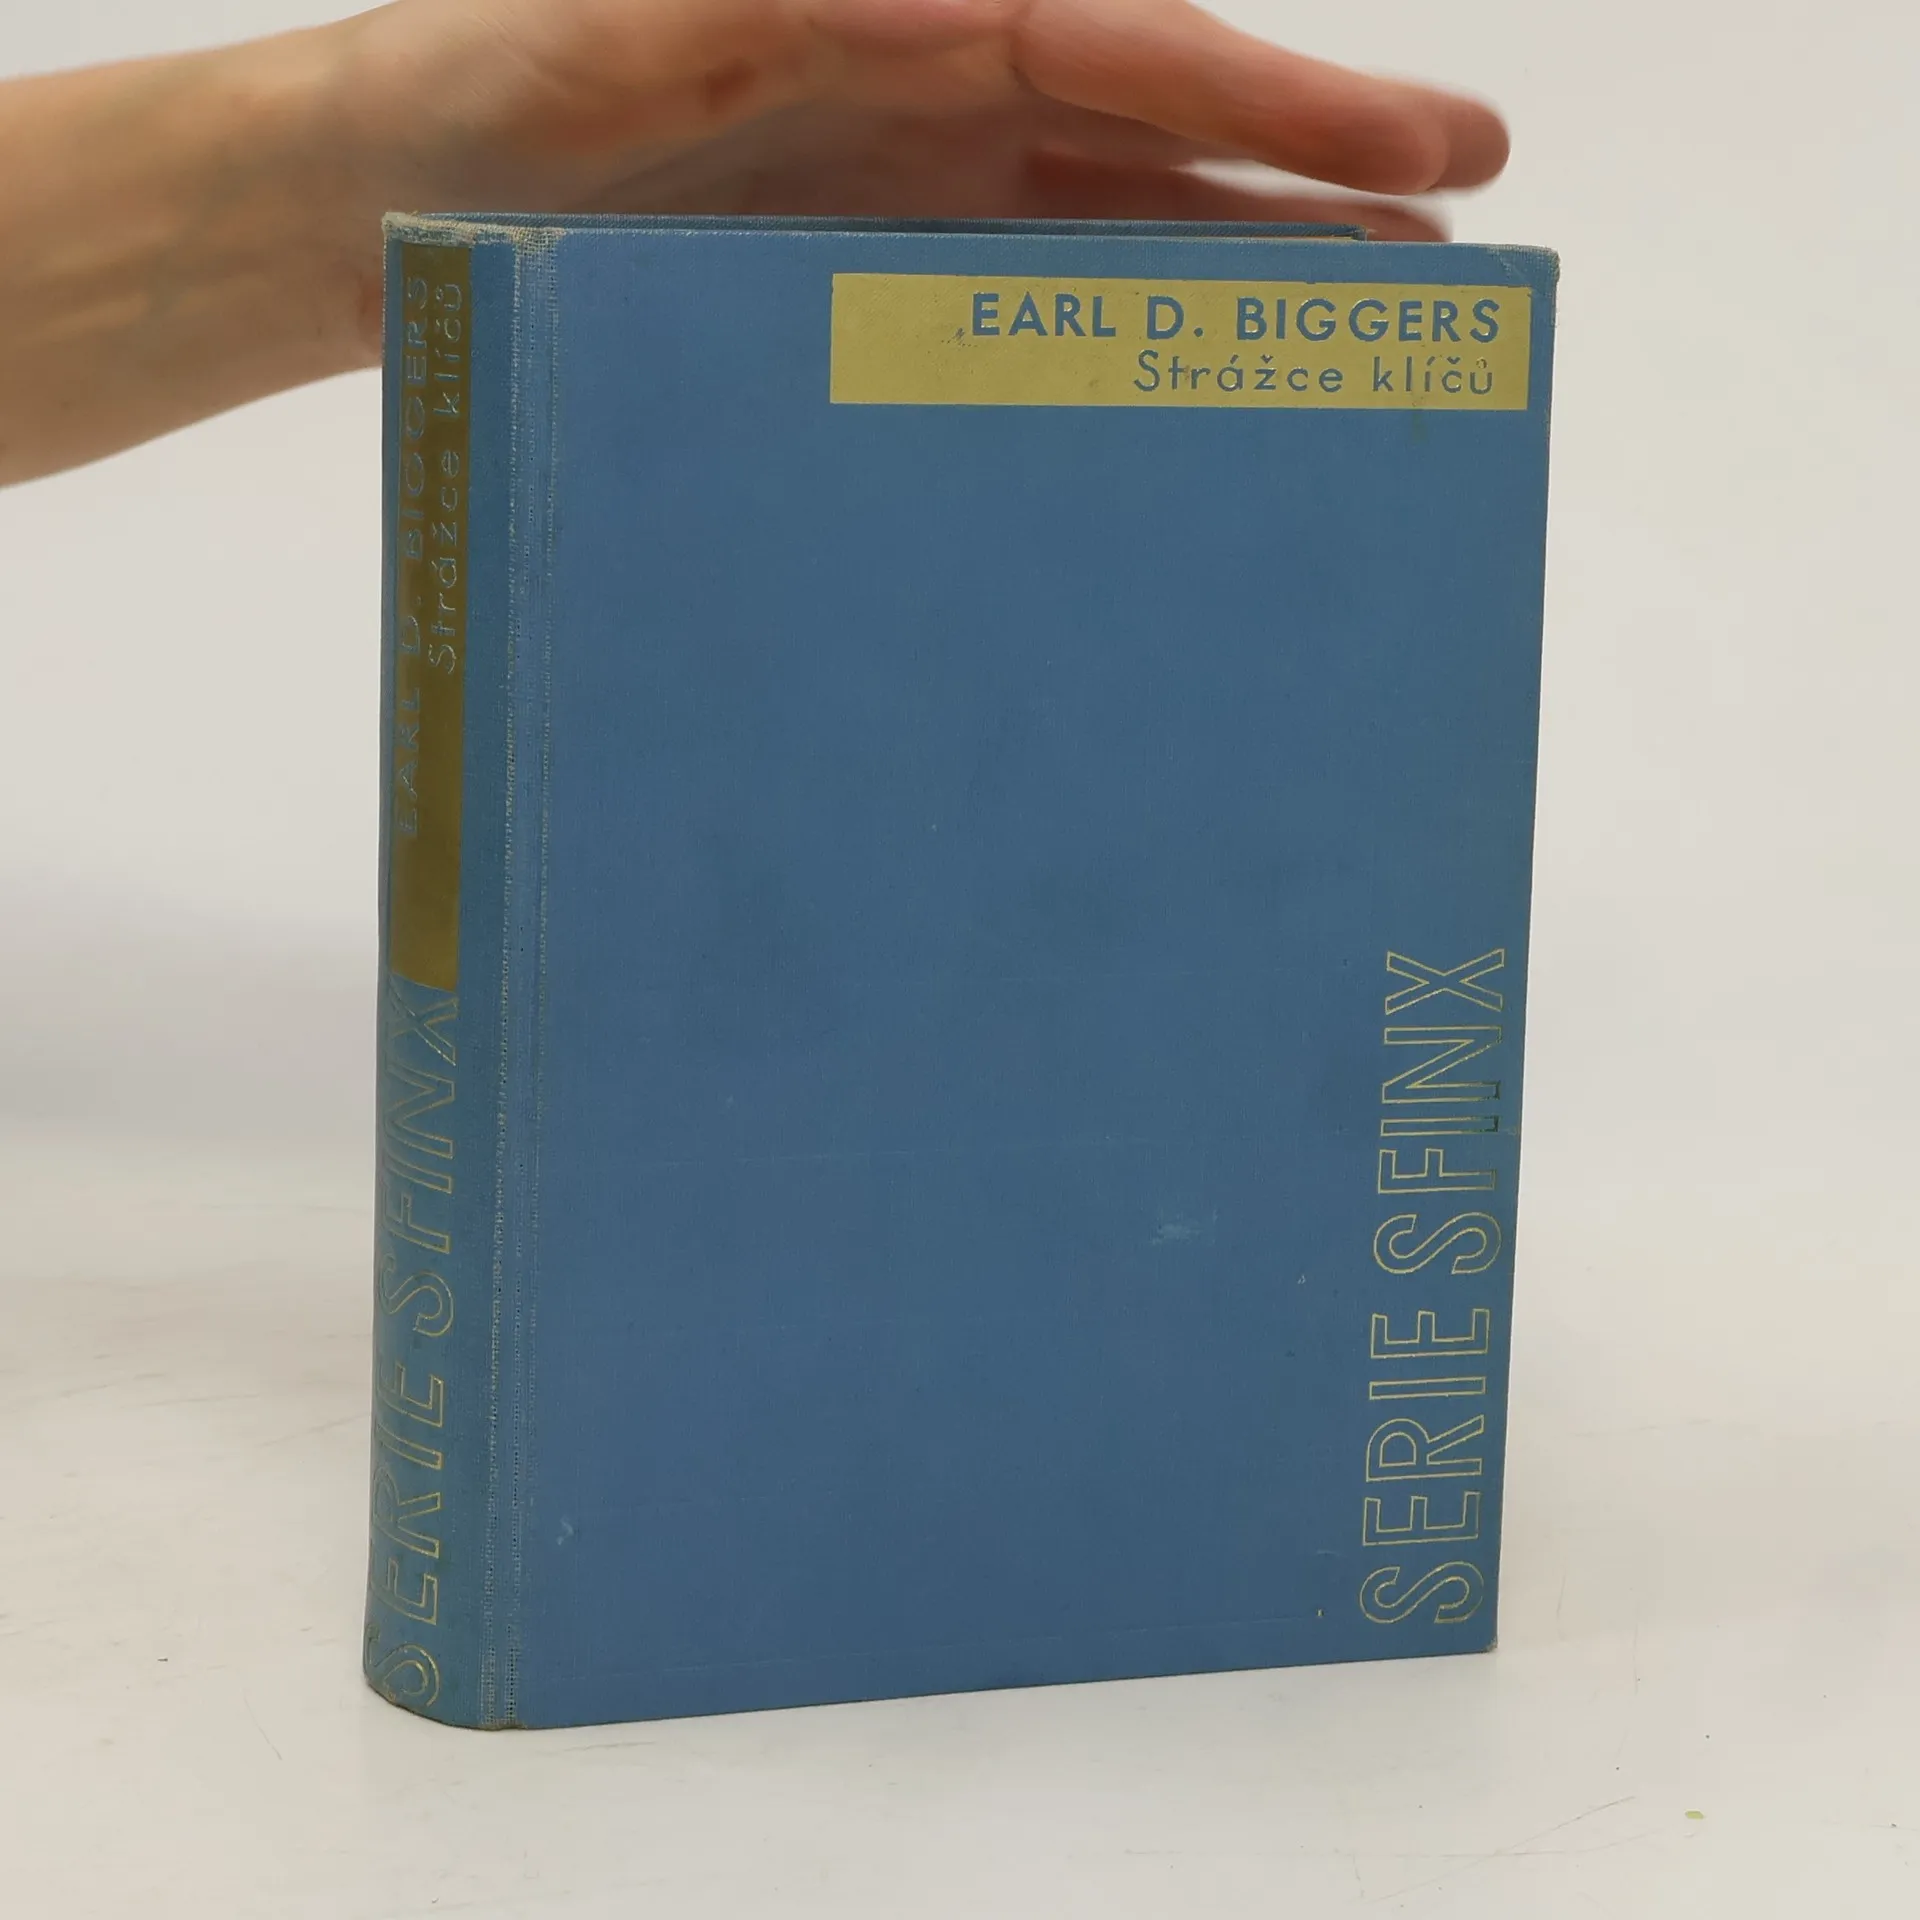 EARL D. BIGGERS
Strážce klíčů
SERIE SFINX
EARL D. BIGGERS
Strážce klíčů
SERIE SFINX